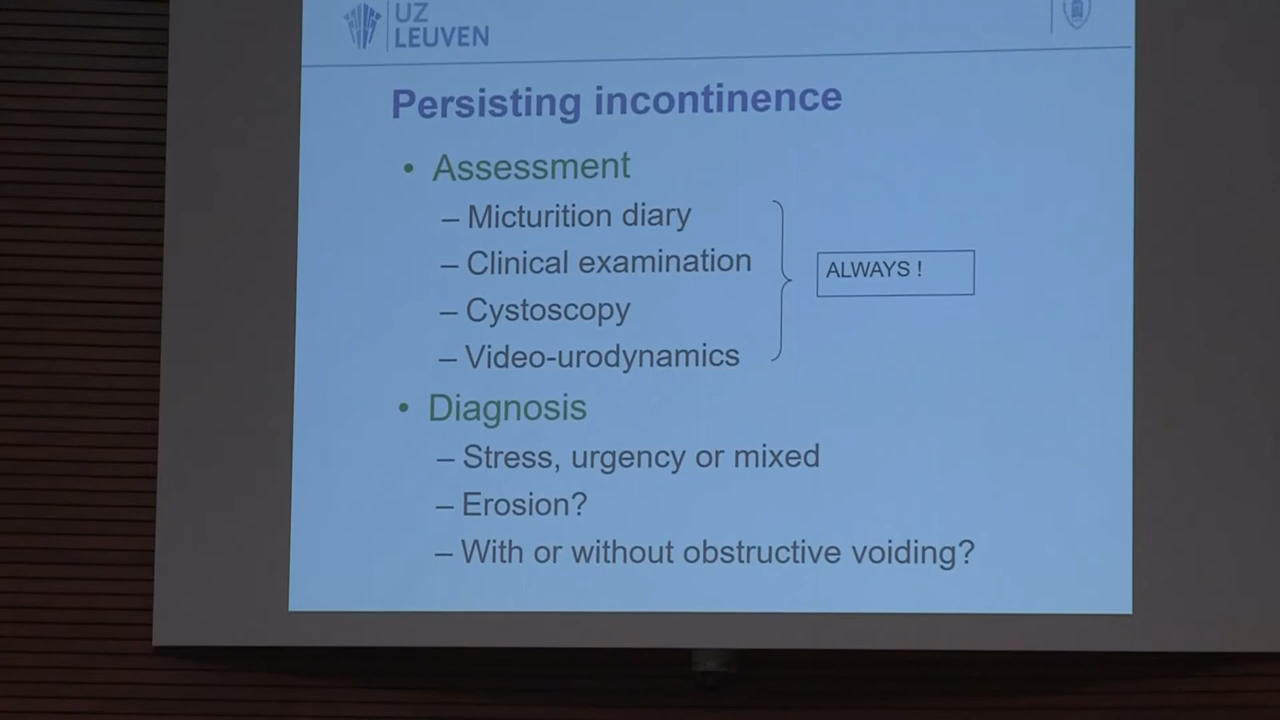 UZ
LEUVEN
Persisting incontinence
• Assessment
– Micturition diary
– Clinical examination
– Cystoscopy
– Video-urodynamics
ALWAYS !
• Diagnosis
– Stress, urgency or mixed
– Erosion?
– With or without obstructive voiding?